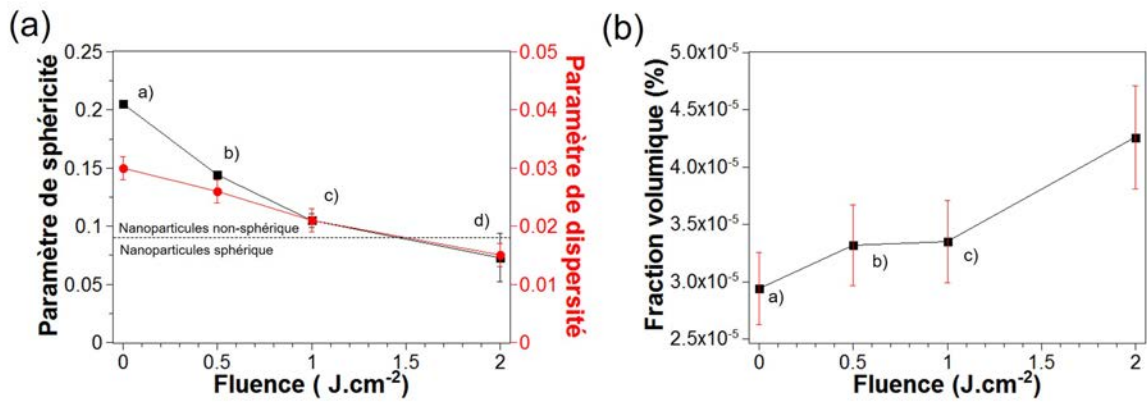 (a)
0.25
0.2
0.15
0.1
0.05
0
Paramètre de sphéricité
a)
b)
c)
d)
Nanoparticules non-sphérique
Nanoparticules sphérique
0.05
0.04
0.03
0.02
0.01
0
Paramètre de dispersité
0 0.5 1 1.5 2
Fluence ( J.cm-2)
(b)
5.0x10-5
4.5x10-5
4.0x10-5
3.5x10-5
3.0x10-5
2.5x10-5
Fraction volumique (%)
a)
b)
c)
0 0.5 1 1.5 2
Fluence (J.cm-2)